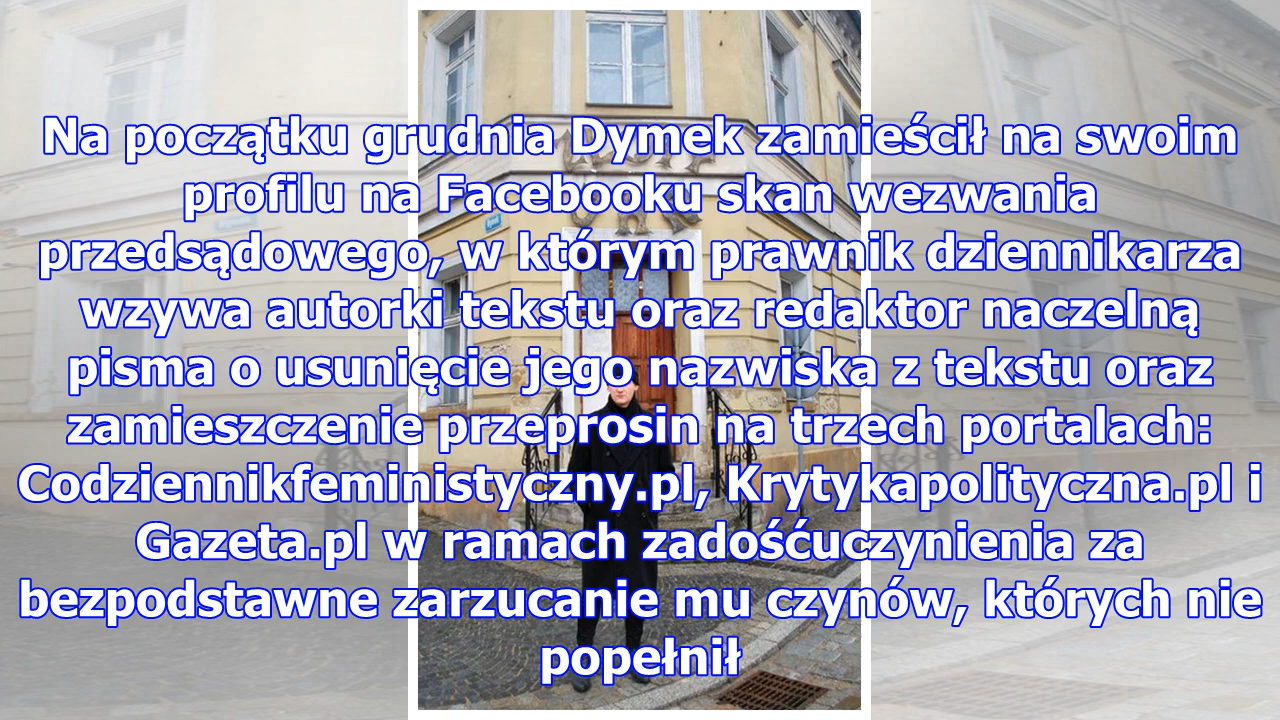 Na początku grudnia Dymek zamieścił na swoim
profilu na Facebooku skan wezwania
przedsądowego, w którym prawnik dziennikarza
wzywa autorki tekstu oraz redaktor naczelną
pisma o usunięcie jego nazwiska z tekstu oraz
zamieszczenie przeprosin na trzech portalach:
Codziennikfeministyczny.pl, Krytykapolityczna.pl i
Gazeta.pl w ramach zadośćuczynienia za
bezpodstawne zarzucanie mu czynów, których nie
popełnił